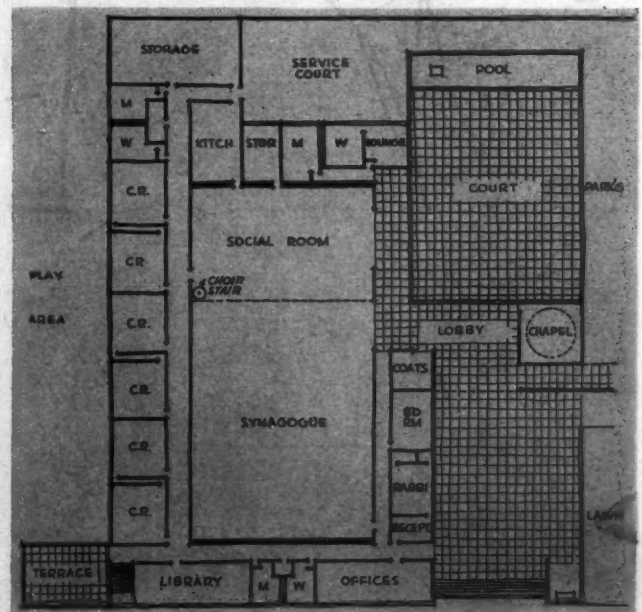 STORAGE
SERVICE
COURT
POOL
M
W
KITCH
STOR
M
W
LOUNGE
COURT
PARK'G
C.R.
C.R.
C.R.
C.R.
C.R.
C.R.
PLAY
AREA
SOCIAL ROOM
CHOIR
STAIR
LOBBY
CHAPEL
COATS
BD
RM
SYNAGOGUE
RABBI
RECEPT.
LAWN
TERRACE
LIBRARY
M
W
OFFICES